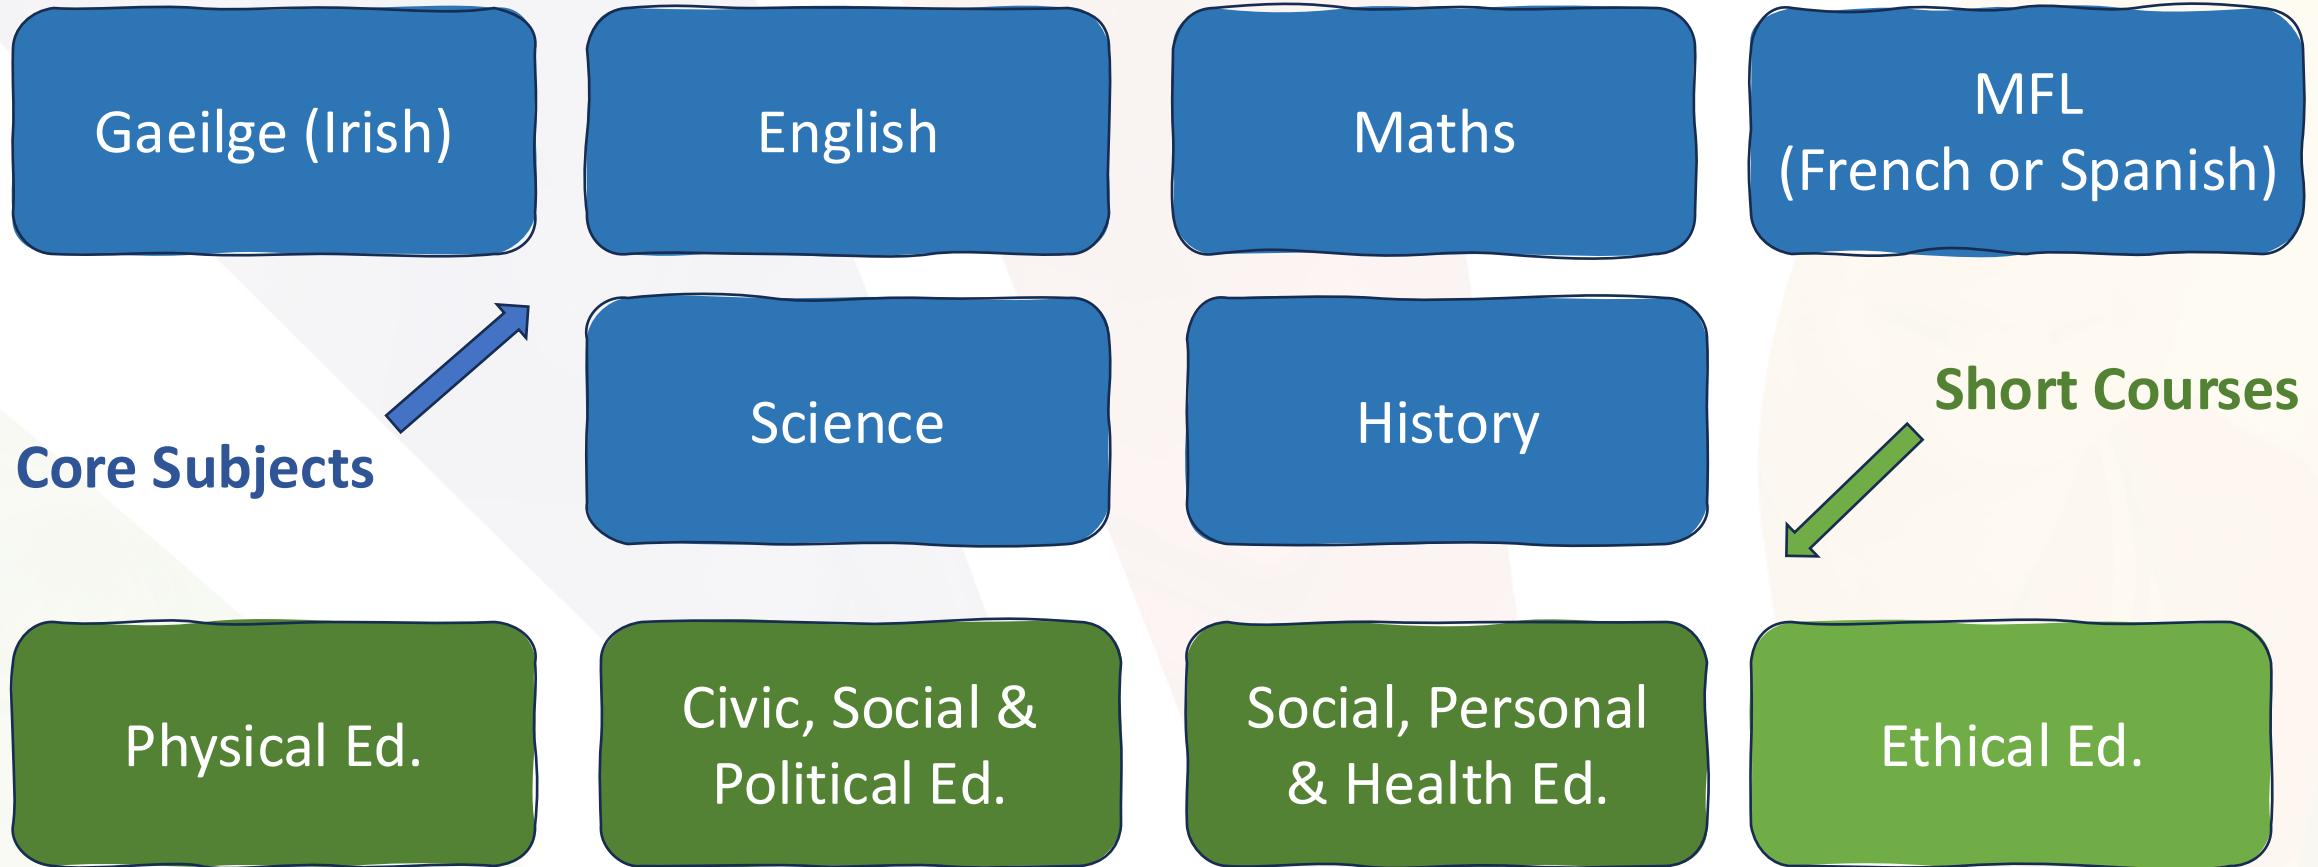 Gaeilge (Irish)
English
Maths
MFL
(French or Spanish)
Science
History
Core Subjects
Short Courses
Physical Ed.
Civic, Social &
Political Ed.
Social, Personal
& Health Ed.
Ethical Ed.